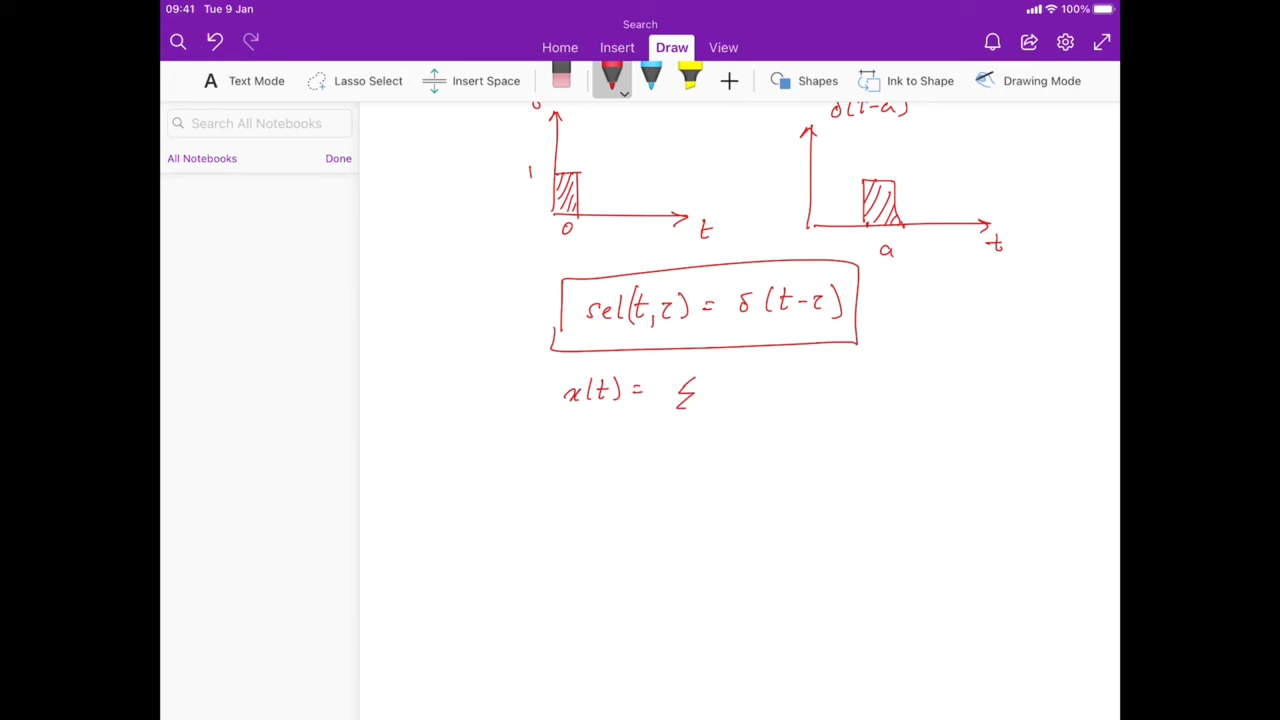 09:41 Tue 9 Jan
100%
Search
Home Insert Draw View
A Text Mode Lasso Select Insert Space Shapes Ink to Shape Drawing Mode
Search All Notebooks
All Notebooks Done
δ(t-a)
1
0
t
a
t
sel(t,τ) = δ(t-τ)
x(t) = Σ